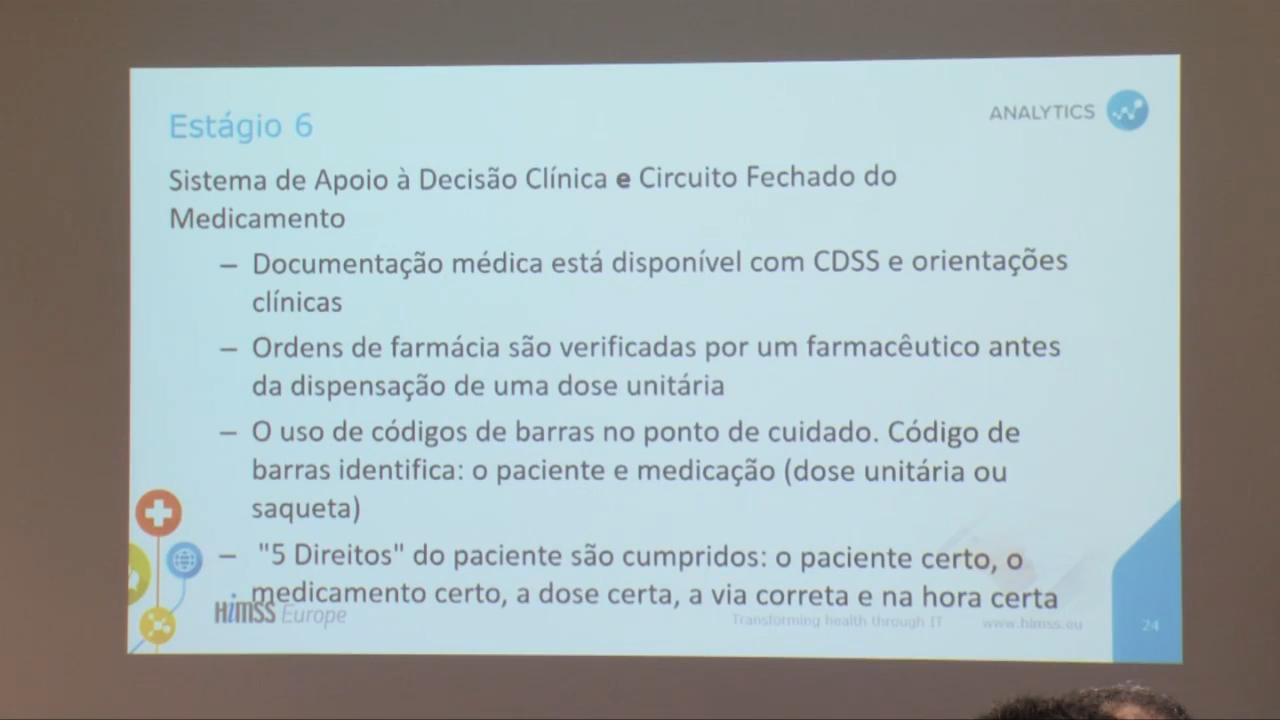 ANALYTICS
Estágio 6
Sistema de Apoio à Decisão Clínica e Circuito Fechado do
Medicamento
– Documentação médica está disponível com CDSS e orientações
clínicas
– Ordens de farmácia são verificadas por um farmacêutico antes
da dispensação de uma dose unitária
– O uso de códigos de barras no ponto de cuidado. Código de
barras identifica: o paciente e medicação (dose unitária ou
saqueta)
– "5 Direitos" do paciente são cumpridos: o paciente certo, o
medicamento certo, a dose certa, a via correta e na hora certa
HiMSS Europe
Transforming health through IT
www.himss.eu
24